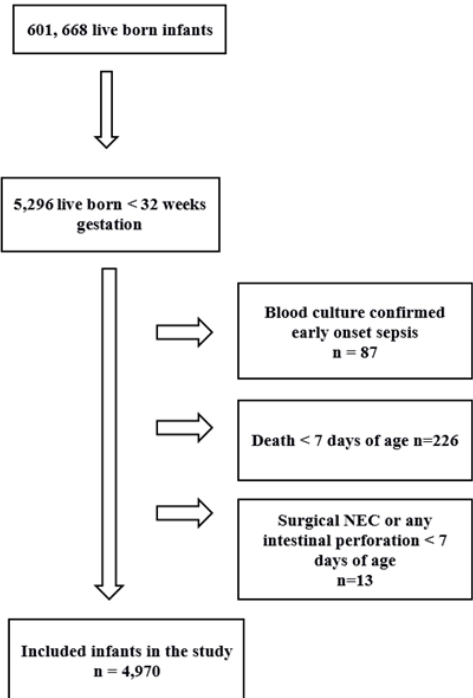 601, 668 live born infants
5,296 live born < 32 weeks
gestation
Blood culture confirmed
early onset sepsis
n = 87
Death < 7 days of age n=226
Surgical NEC or any
intestinal perforation < 7
days of age
n=13
Included infants in the study
n = 4,970